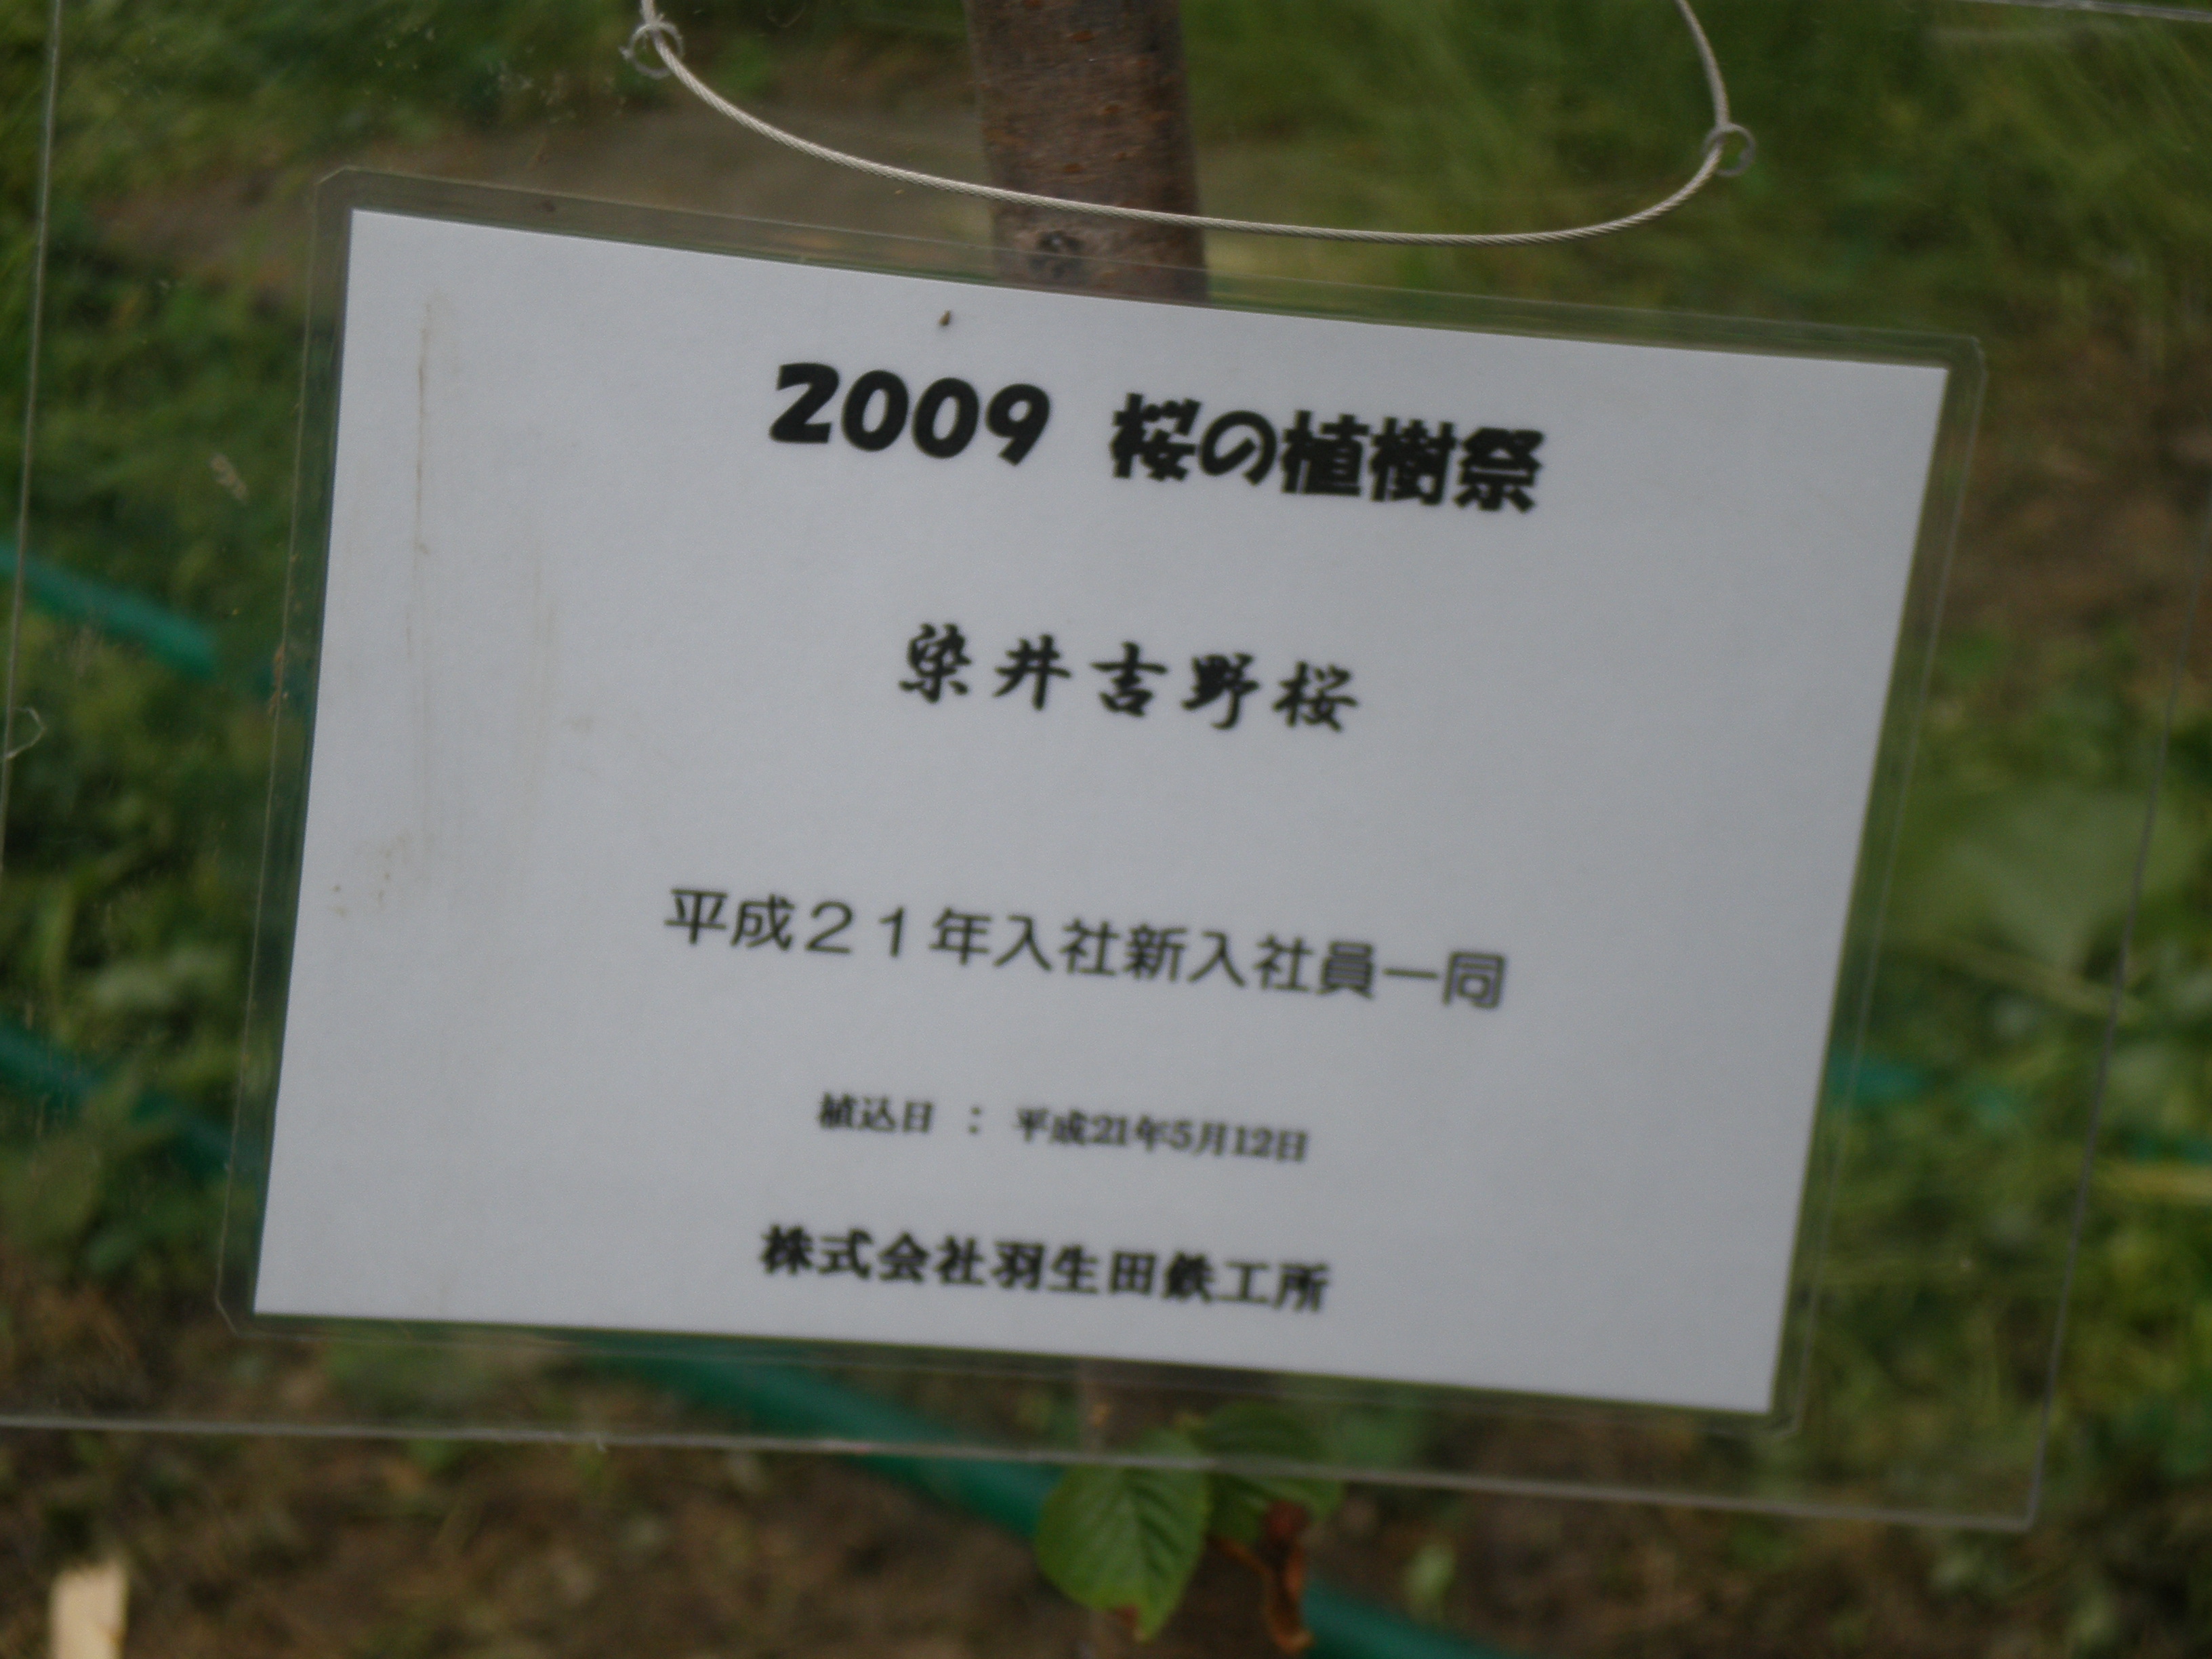 2009 桜の植樹祭
染井吉野桜
平成２１年入社新入社員一同
植込日 ： 平成21年5月12日
株式会社羽生田鉄工所